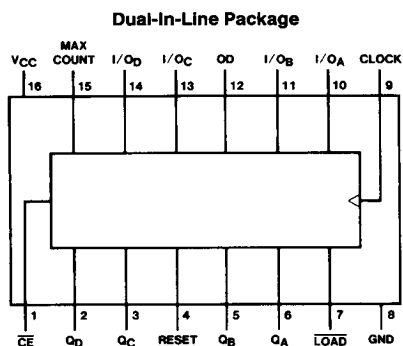 Dual-In-Line Package
VCC MAX COUNT I/OD I/OC OD I/OB I/OA CLOCK
16 15 14 13 12 11 10 9
1 2 3 4 5 6 7 8
CE QD QC RESET QB QA LOAD GND